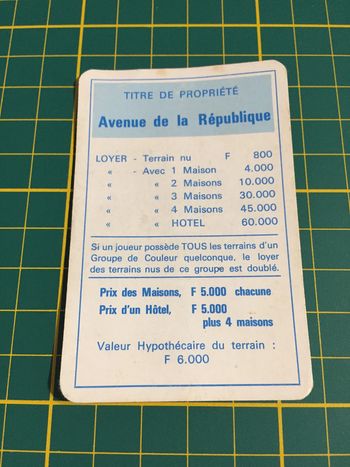 TITRE DE PROPRIÉTÉ
Avenue de la République
LOYER - Terrain nu F 800
« - Avec 1 Maison 4.000
« « 2 Maisons 10.000
« « 3 Maisons 30.000
« « 4 Maisons 45.000
« « HOTEL 60.000
Si un joueur possède TOUS les terrains d'un
Groupe de Couleur quelconque, le loyer
des terrains nus de ce groupe est doublé.
Prix des Maisons, F 5.000 chacune
Prix d'un Hôtel, F 5.000
plus 4 maisons
Valeur Hypothécaire du terrain :
F 6.000